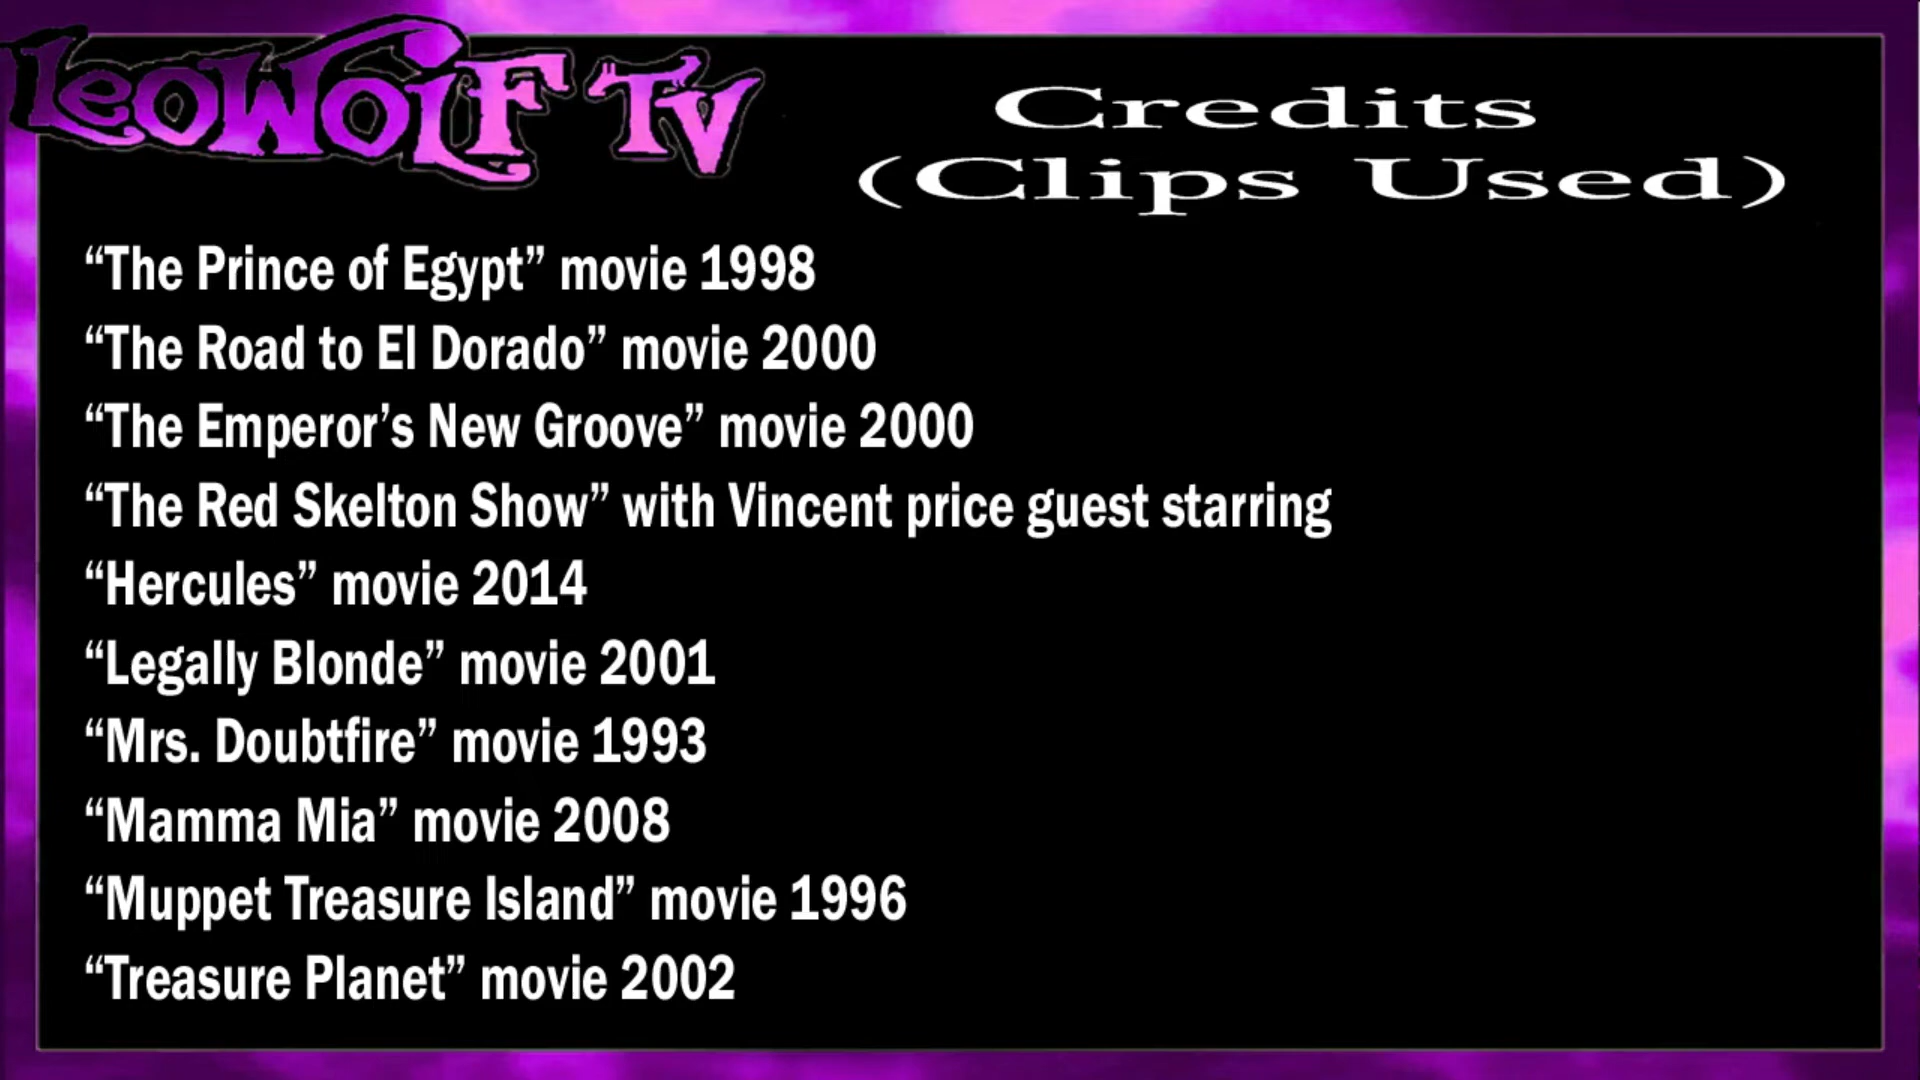 LeoWolf TV
Credits
(Clips Used)
“The Prince of Egypt” movie 1998
“The Road to El Dorado” movie 2000
“The Emperor’s New Groove” movie 2000
“The Red Skelton Show” with Vincent price guest starring
“Hercules” movie 2014
“Legally Blonde” movie 2001
“Mrs. Doubtfire” movie 1993
“Mamma Mia” movie 2008
“Muppet Treasure Island” movie 1996
“Treasure Planet” movie 2002